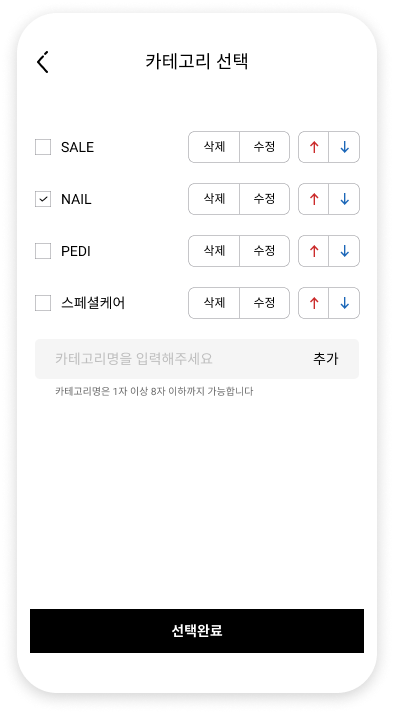 카테고리 선택
SALE 삭제 수정 ↑ ↓
NAIL 삭제 수정 ↑ ↓
PEDI 삭제 수정 ↑ ↓
스페셜케어 삭제 수정 ↑ ↓
카테고리명을 입력해주세요 추가
카테고리명은 1자 이상 8자 이하까지 가능합니다
선택완료